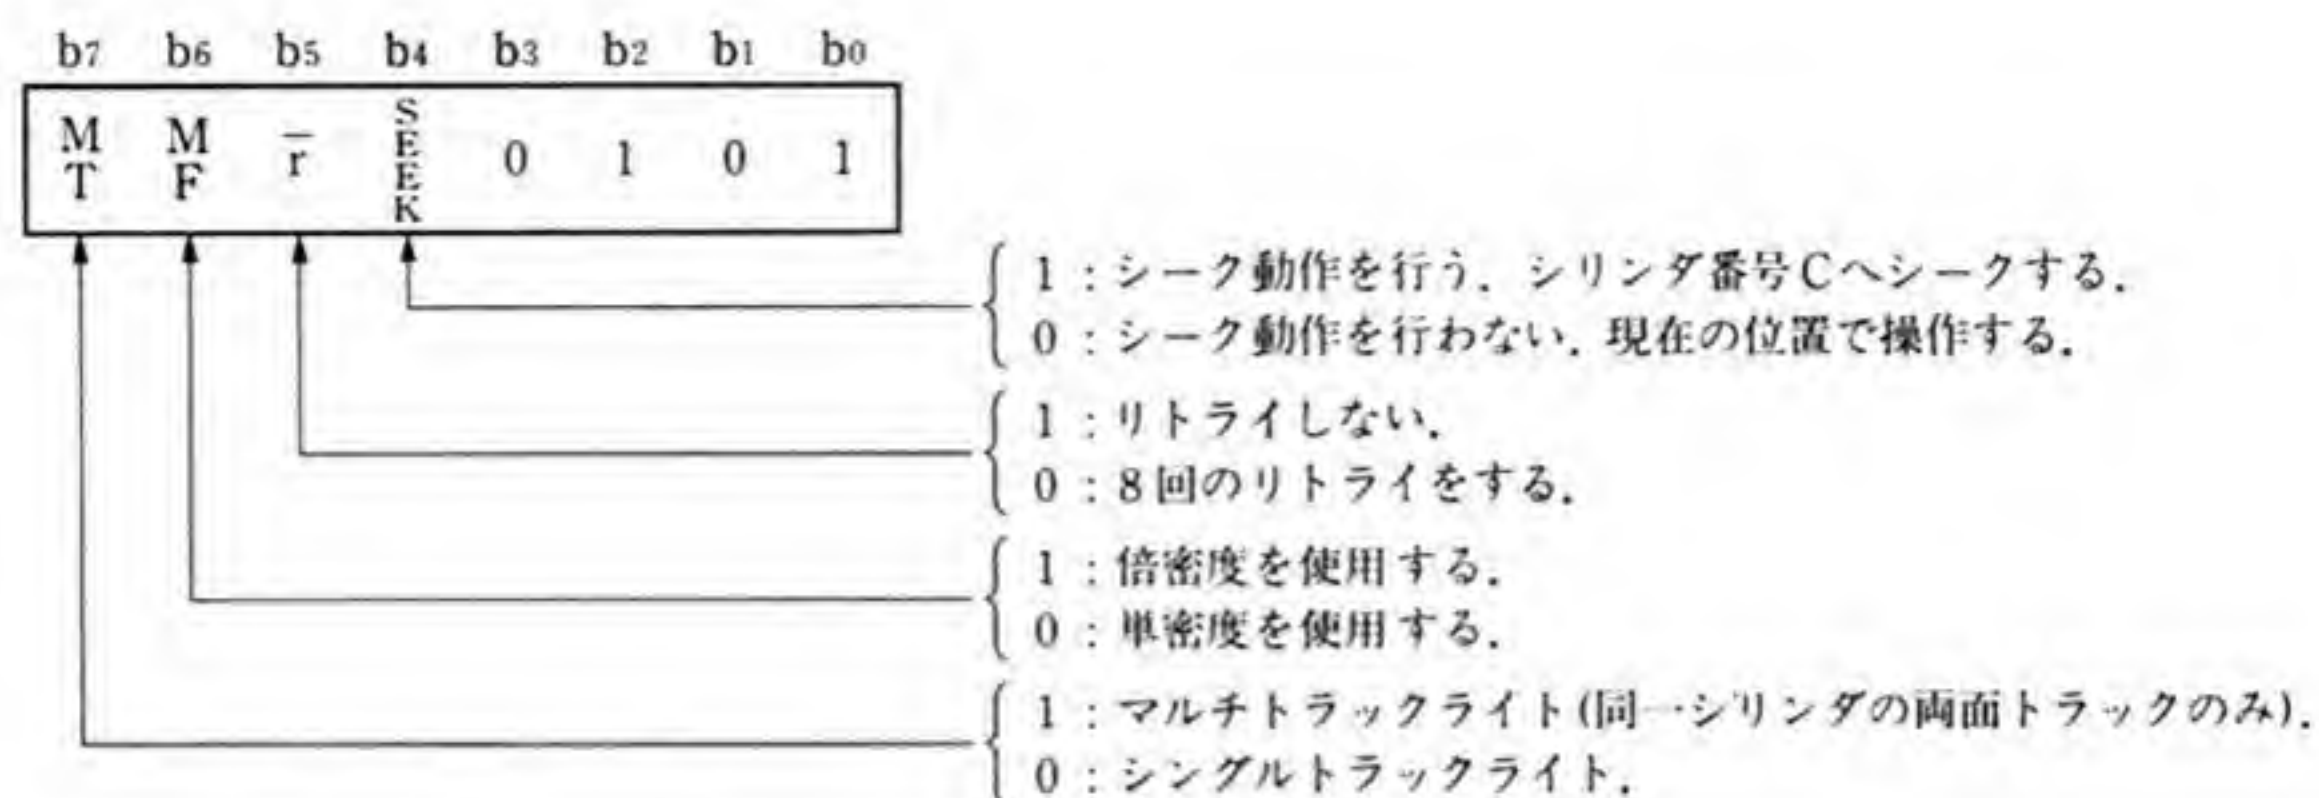 b7 b6 b5 b4 b3 b2 b1 b0
MT MF r̅ SEEK 0 1 0 1
1：シーク動作を行う．シリンダ番号Cへシークする．
0：シーク動作を行わない．現在の位置で操作する．
1：リトライしない．
0：8回のリトライをする．
1：倍密度を使用する．
0：単密度を使用する．
1：マルチトラックライト(同一シリンダの両面トラックのみ)．
0：シングルトラックライト．